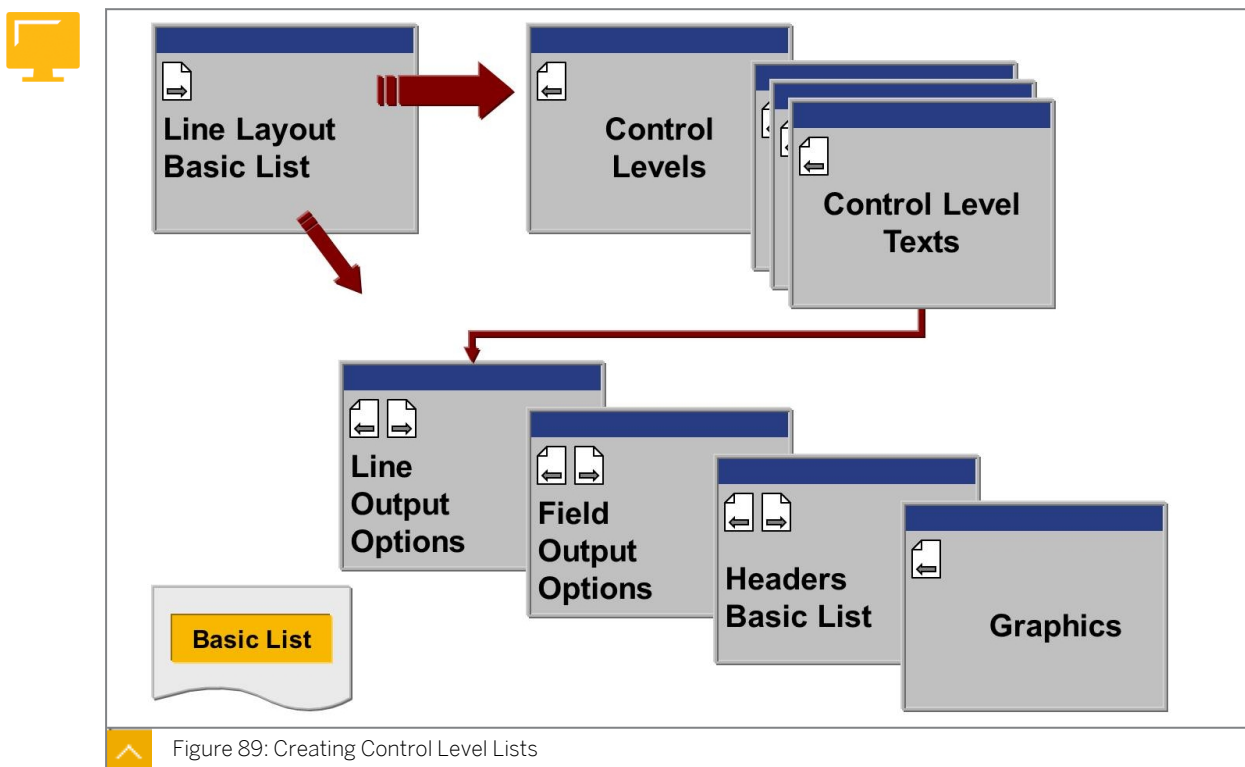 Line Layout
Basic List
Control
Levels
Control Level
Texts
Line
Output
Options
Field
Output
Options
Headers
Basic List
Graphics
Basic List
Figure 89: Creating Control Level Lists